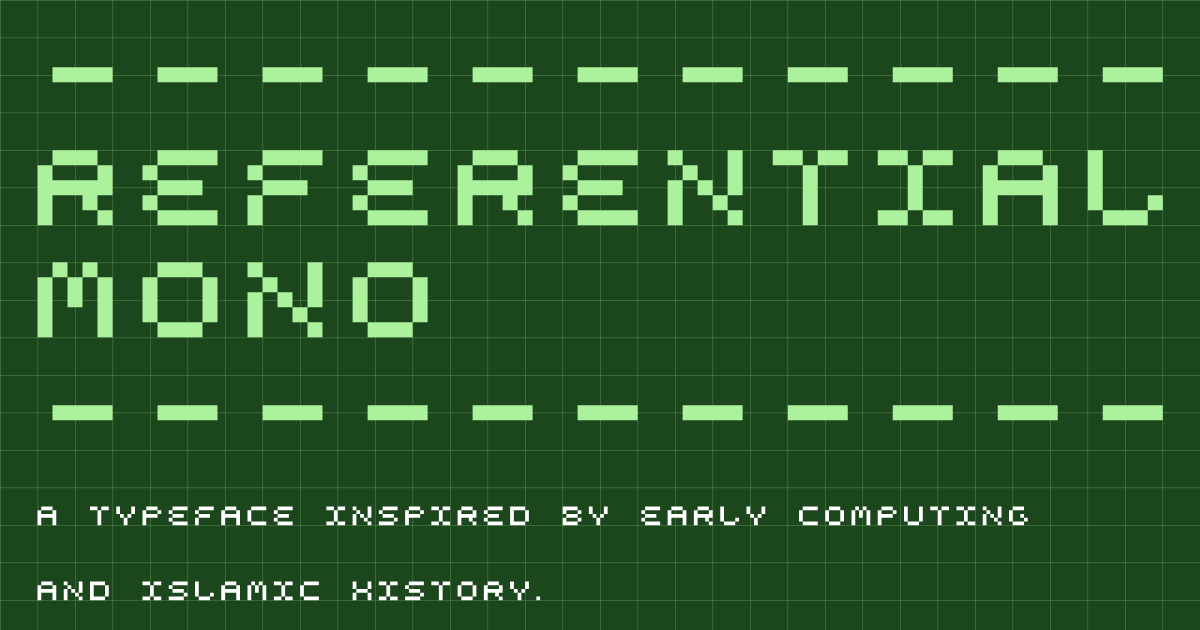 - - - - - - - - - - -
REFERENTIAL
MONO
- - - - - - - - - - -
A TYPEFACE INSPIRED BY EARLY COMPUTING
AND ISLAMIC HISTORY.